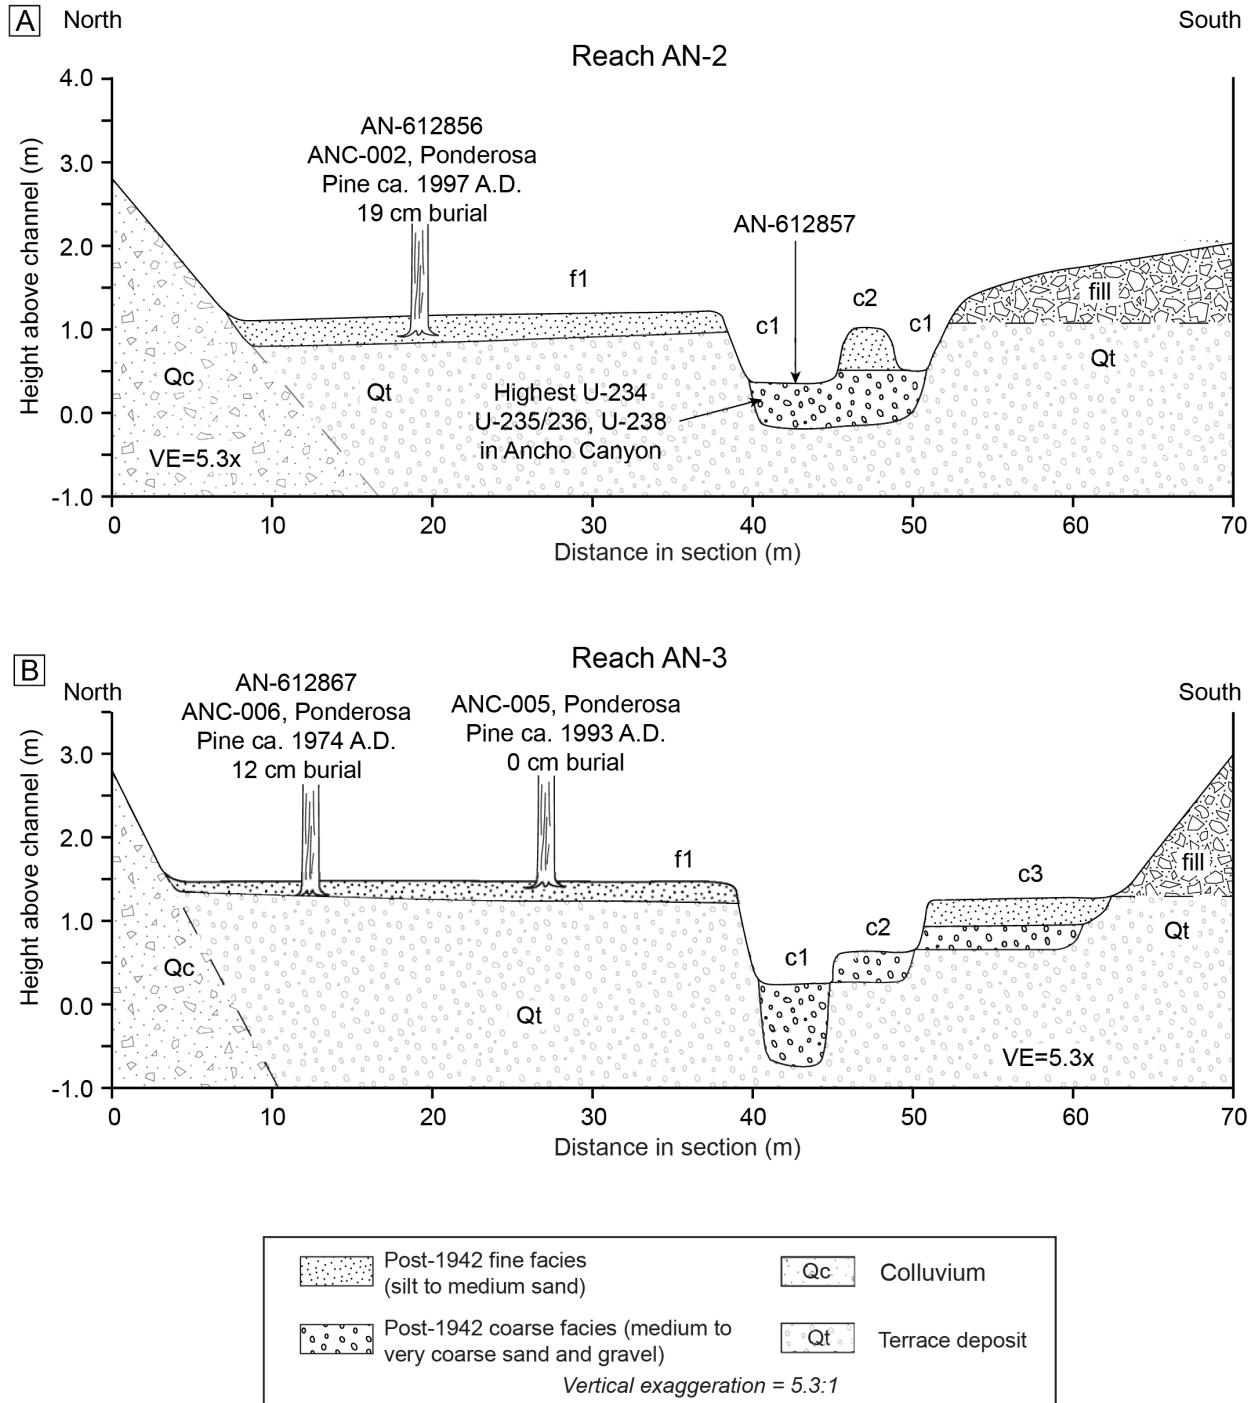 A North South
Reach AN-2
4.0
3.0
2.0
1.0
0.0
-1.0
Height above channel (m)
AN-612856
ANC-002, Ponderosa
Pine ca. 1997 A.D.
19 cm burial
f1
AN-612857
c1
c2
c1
fill
Qc
Qt
Qt
Highest U-234
U-235/236, U-238
in Ancho Canyon
VE=5.3x
0 10 20 30 40 50 60 70
Distance in section (m)
B
Reach AN-3
North South
3.0
2.0
1.0
0.0
-1.0
Height above channel (m)
AN-612867
ANC-006, Ponderosa
Pine ca. 1974 A.D.
12 cm burial
ANC-005, Ponderosa
Pine ca. 1993 A.D.
0 cm burial
f1
c1
c2
c3
fill
Qc
Qt
Qt
VE=5.3x
0 10 20 30 40 50 60 70
Distance in section (m)
Post-1942 fine facies
(silt to medium sand)
Qc Colluvium
Post-1942 coarse facies (medium to
very coarse sand and gravel)
Qt Terrace deposit
Vertical exaggeration = 5.3:1